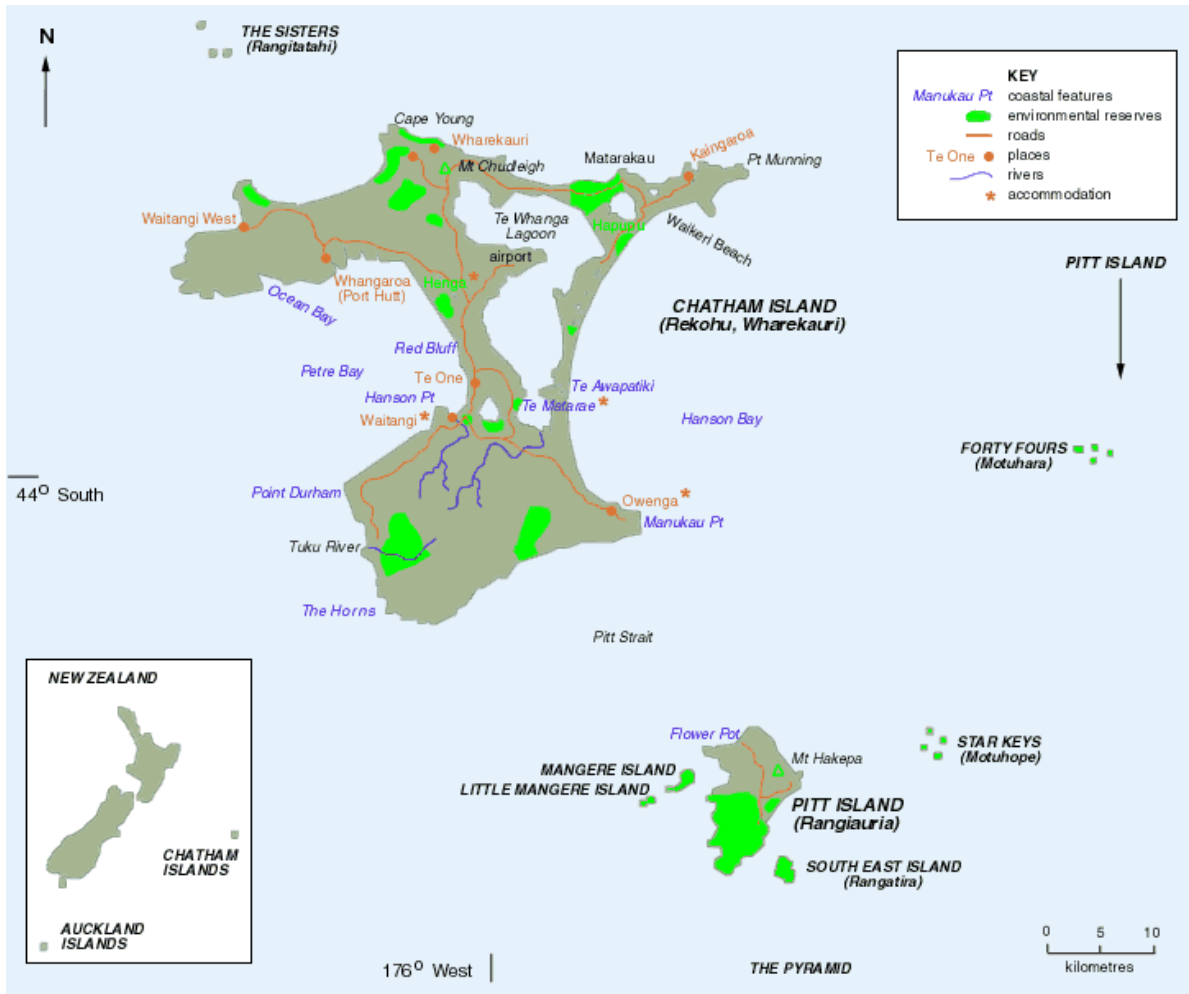 THE SISTERS
(Rangitatahi)
N
KEY
Manukau Pt coastal features
environmental reserves
roads
Te One places
rivers
accommodation
Cape Young
Wharekauri
Mt Chudleigh
Matarakau
Kaingaroa
Pt Munning
Waitangi West
Te Whanga
Lagoon
Hapupu
Waikeri Beach
airport
Whangaroa
(Port Hutt)
Henga
Ocean Bay
PITT ISLAND
CHATHAM ISLAND
(Rekohu, Wharekauri)
Red Bluff
Petre Bay
Te One
Te Awapatiki
Hanson Pt
Te Matarae
Waitangi
Hanson Bay
FORTY FOURS
(Motuhara)
44O South
Point Durham
Owenga
Manukau Pt
Tuku River
The Horns
Pitt Strait
NEW ZEALAND
CHATHAM
ISLANDS
AUCKLAND
ISLANDS
Flower Pot
Mt Hakepa
STAR KEYS
(Motuhope)
MANGERE ISLAND
LITTLE MANGERE ISLAND
PITT ISLAND
(Rangiauria)
SOUTH EAST ISLAND
(Rangatira)
0 5 10
kilometres
176O West
THE PYRAMID